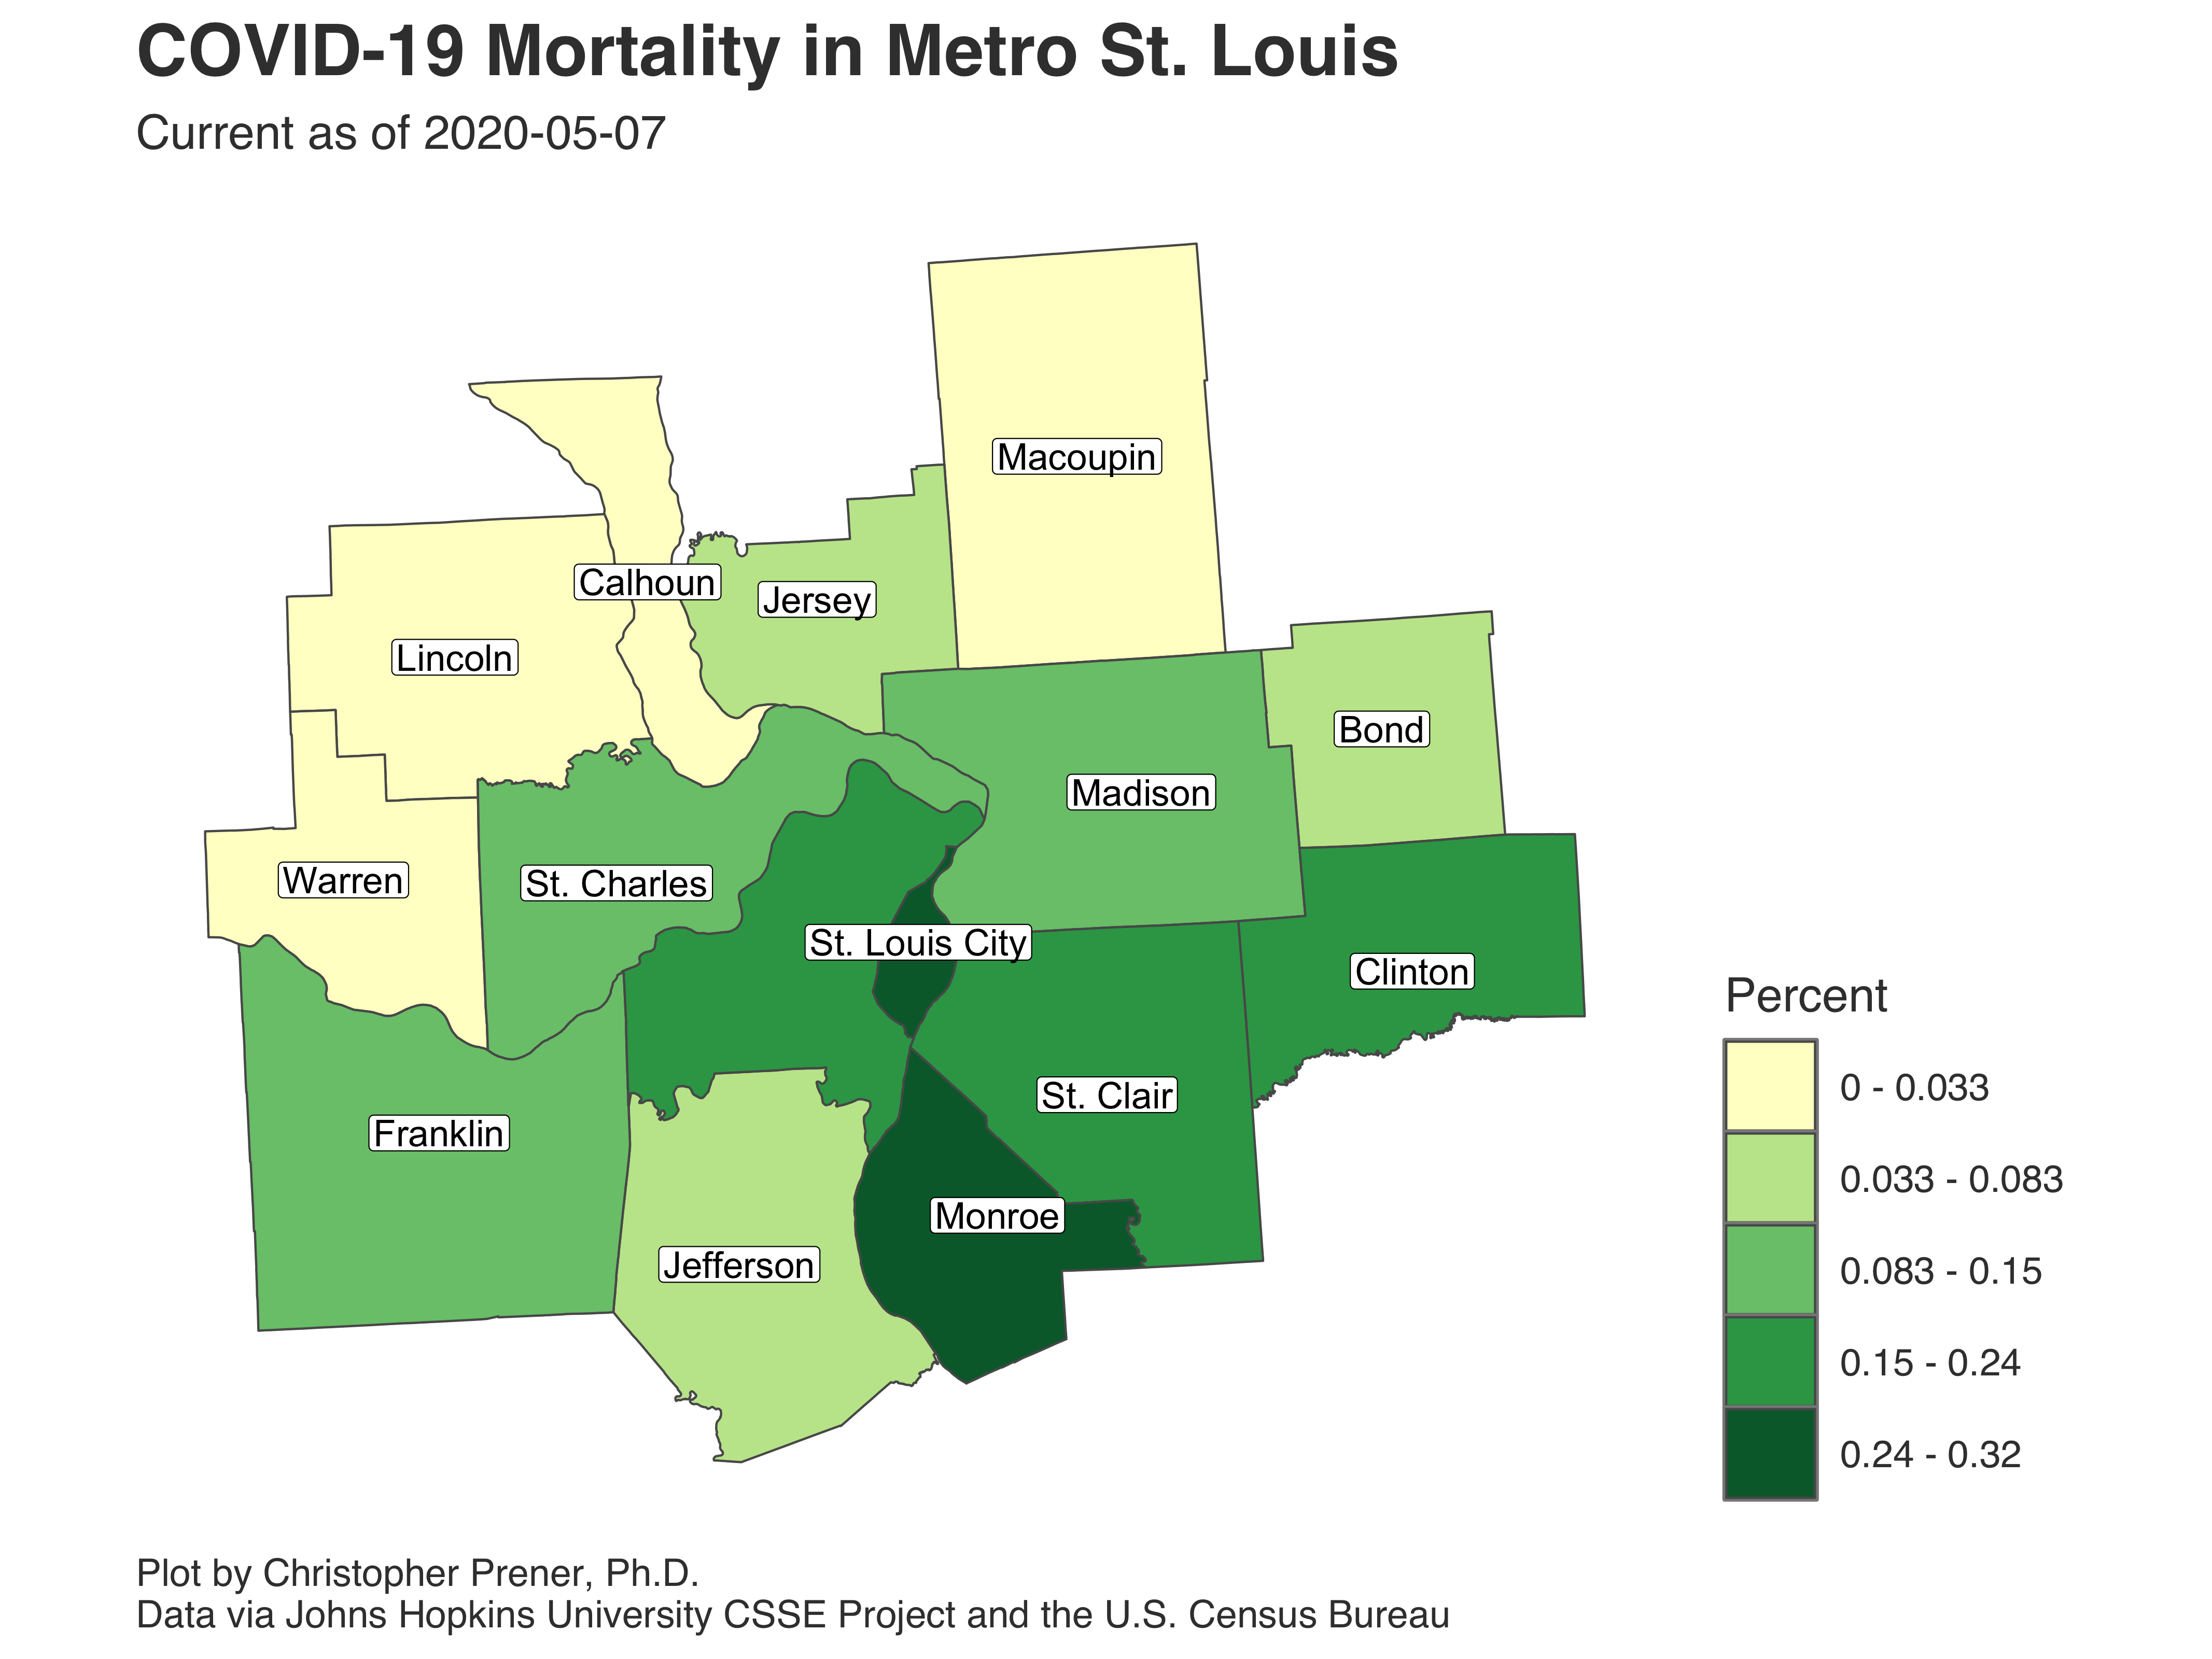 COVID-19 Mortality in Metro St. Louis
Current as of 2020-05-07
Macoupin
Calhoun
Jersey
Lincoln
Bond
Madison
Warren
St. Charles
St. Louis City
Clinton
St. Clair
Franklin
Monroe
Jefferson
Percent
0 - 0.033
0.033 - 0.083
0.083 - 0.15
0.15 - 0.24
0.24 - 0.32
Plot by Christopher Prener, Ph.D.
Data via Johns Hopkins University CSSE Project and the U.S. Census Bureau